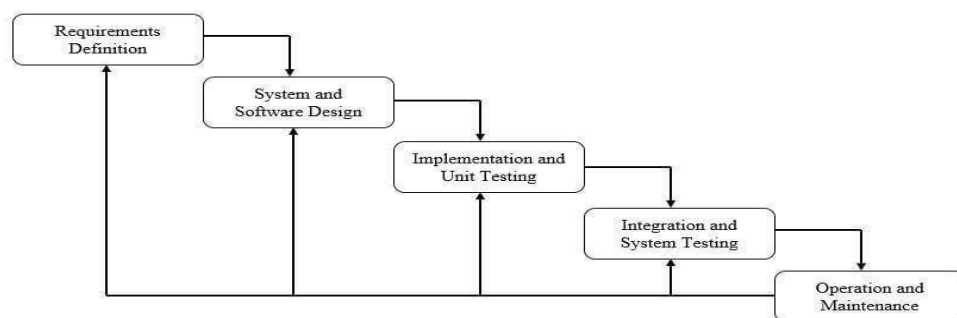 Requirements
Definition
System and
Software Design
Implementation and
Unit Testing
Integration and
System Testing
Operation and
Maintenance